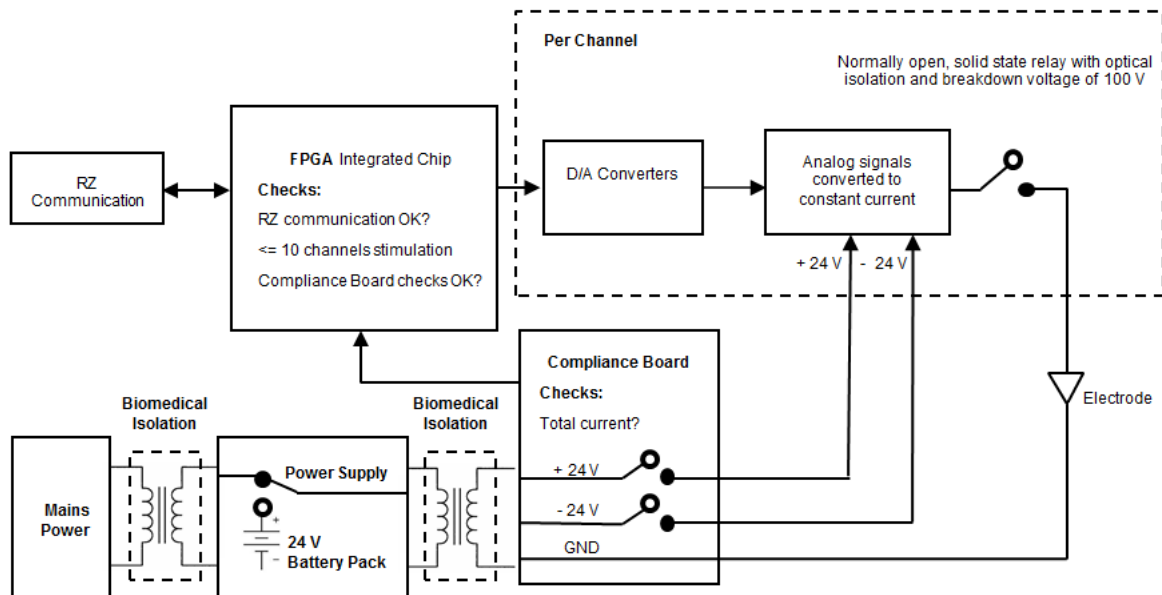 Per Channel
Normally open, solid state relay with optical
isolation and breakdown voltage of 100 V
RZ
Communication
FPGA Integrated Chip
Checks:
RZ communication OK?
<= 10 channels stimulation
Compliance Board checks OK?
D/A Converters
Analog signals
converted to
constant current
+ 24 V - 24 V
Compliance Board
Checks:
Total current?
+ 24 V
- 24 V
GND
Electrode
Biomedical
Isolation
Biomedical
Isolation
Mains
Power
Power Supply
+
-
24 V
Battery Pack